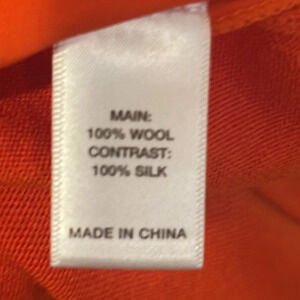 MAIN:
100% WOOL
CONTRAST:
100% SILK
MADE IN CHINA